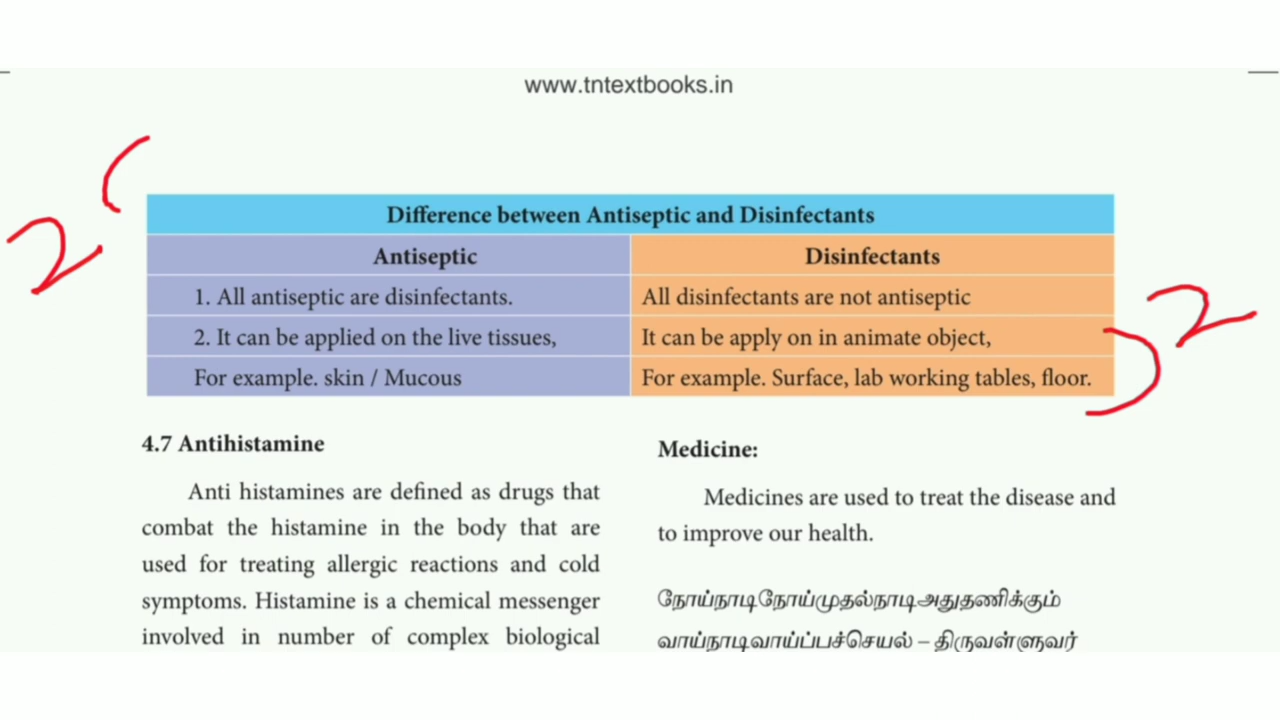 www.tntextbooks.in
2
Difference between Antiseptic and Disinfectants
Antiseptic Disinfectants
1. All antiseptic are disinfectants. All disinfectants are not antiseptic
2. It can be applied on the live tissues, It can be apply on in animate object,
For example. skin / Mucous For example. Surface, lab working tables, floor.
2
4.7 Antihistamine
Anti histamines are defined as drugs that
combat the histamine in the body that are
used for treating allergic reactions and cold
symptoms. Histamine is a chemical messenger
involved in number of complex biological
Medicine:
Medicines are used to treat the disease and
to improve our health.
நோய்நாடிநோய்முதல்நாடிஅதுதணிக்கும்
வாய்நாடிவாய்ப்பச்செயல் – திருவள்ளுவர்